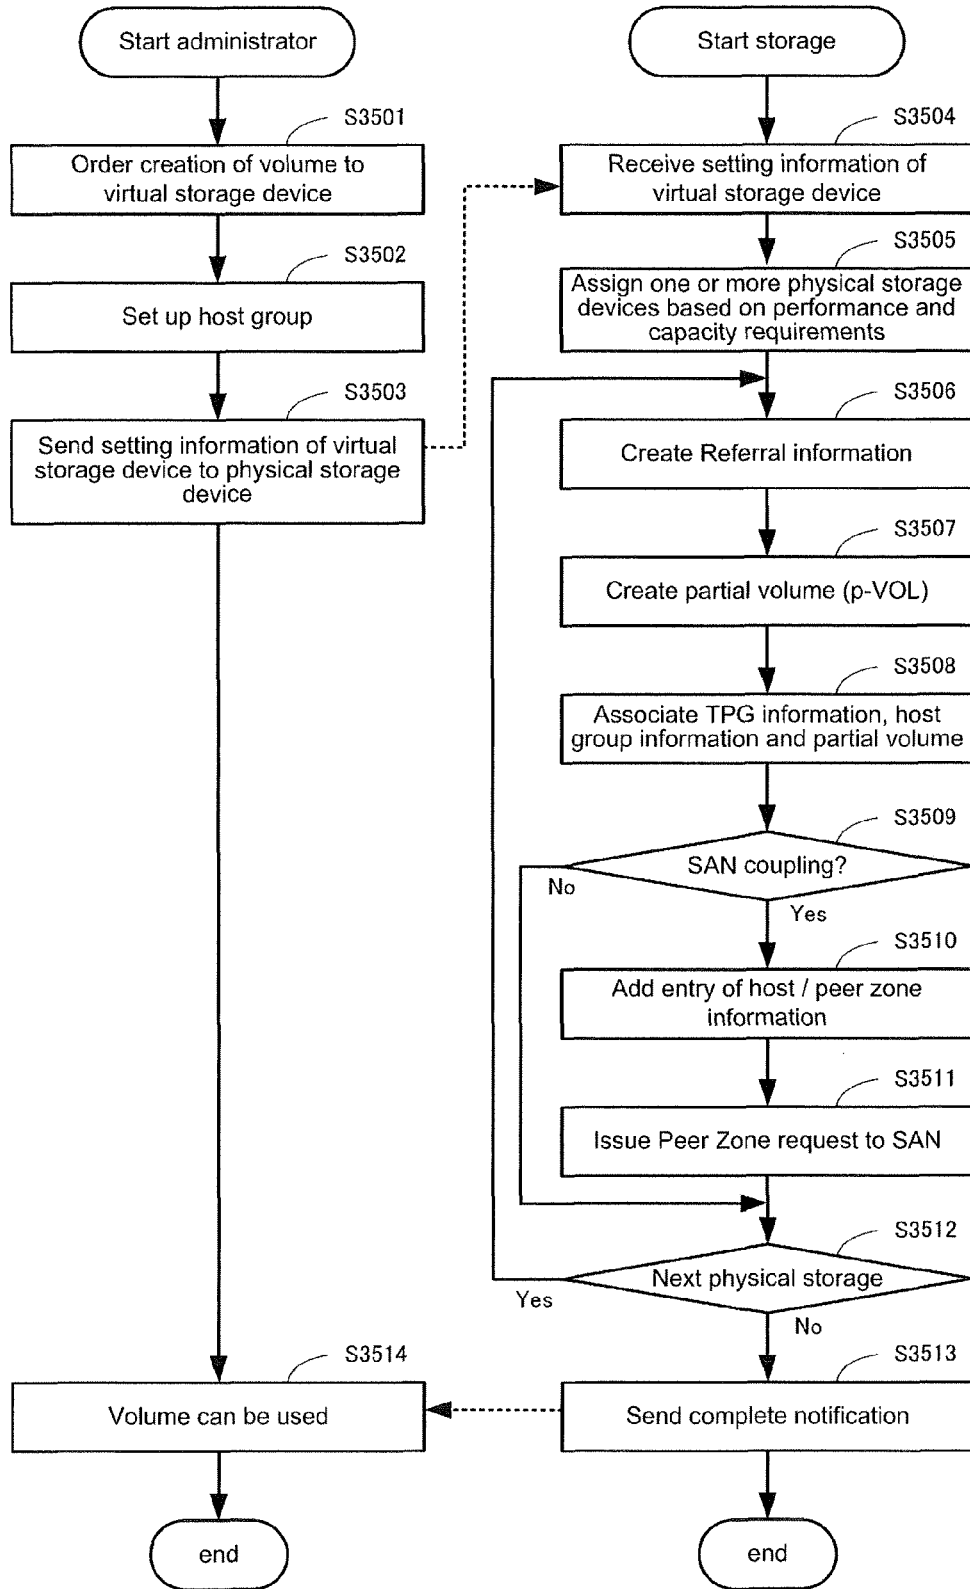 Start administrator
S3501
Order creation of volume to
virtual storage device
S3502
Set up host group
S3503
Send setting information of virtual
storage device to physical storage
device
S3514
Volume can be used
end
Start storage
S3504
Receive setting information of
virtual storage device
S3505
Assign one or more physical storage
devices based on performance and
capacity requirements
S3506
Create Referral information
S3507
Create partial volume (p-VOL)
S3508
Associate TPG information, host
group information and partial volume
S3509
SAN coupling?
No
Yes
S3510
Add entry of host / peer zone
information
S3511
Issue Peer Zone request to SAN
S3512
Next physical storage
Yes
No
S3513
Send complete notification
end